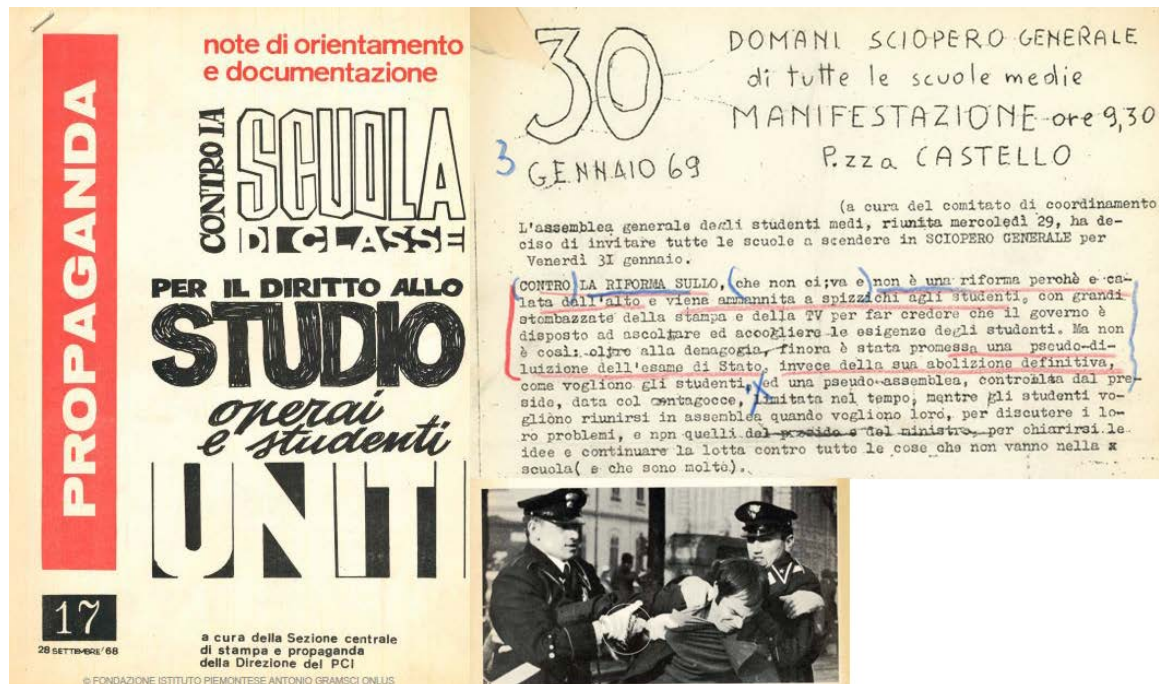 PROPAGANDA
note di orientamento
e documentazione
CONTRO LA
SCUOLA
DI CLASSE
PER IL DIRITTO ALLO
STUDIO
operai
e studenti
UNITI
17
28 SETTEMBRE '68
a cura della Sezione centrale
di stampa e propaganda
della Direzione del PCI
© FONDAZIONE ISTITUTO PIEMONTESE ANTONIO GRAMSCI ONLUS
30
3
GENNAIO 69
DOMANI SCIOPERO GENERALE
di tutte le scuole medie
MANIFESTAZIONE ore 9,30
P.zza CASTELLO
(a cura del comitato di coordinamento
L'assemblea generale degli studenti medi, riunita mercoledì 29, ha de-
ciso di invitare tutte le scuole a scendere in SCIOPERO GENERALE per
Venerdì 31 gennaio.
CONTRO LA RIFORMA SULLO, (che non ci;va e) non è una riforma perchè e ca-
lata dall'alto e viene ammannita a spizzichi agli studenti, con grandi
stombazzate della stampa e della TV per far credere che il governo è
disposto ad ascoltare ed accogliere le esigenze degli studenti. Ma non
è così. oltre alla demagogia, finora è stata promessa una pseudo-di-
luizione dell'esame di Stato, invece della sua abolizione definitiva,
come vogliono gli studenti, ed una pseudo-assemblea, controllata dal pre-
side, data col contagocce, limitata nel tempo, mentre gli studenti vo-
gliono riunirsi in assemblea quando vogliono loro, per discutere i lo-
ro problemi, e npn quelli del preside e del ministro, per chiarirsi le
idee e continuare la lotta contro tutte le cose che non vanno nella x
scuola( e che sono molte).